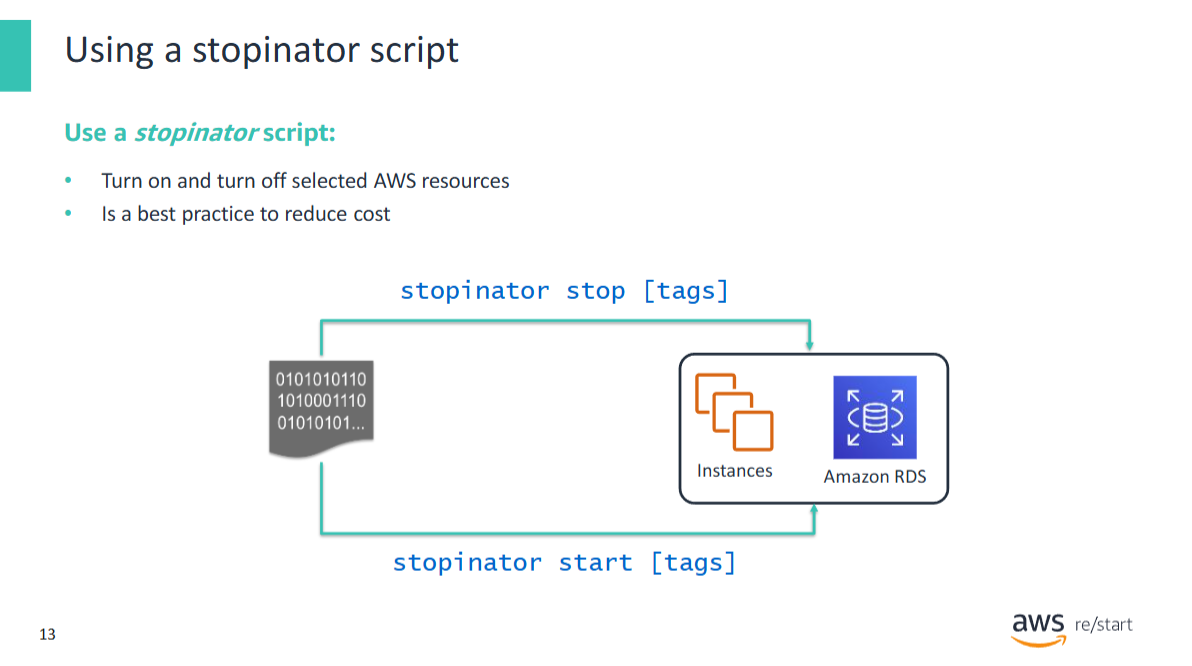 Using a stopinator script
Use a stopinator script:
• Turn on and turn off selected AWS resources
• Is a best practice to reduce cost
stopinator stop [tags]
0101010110
1010001110
01010101...
Instances
Amazon RDS
stopinator start [tags]
13
aws re/start